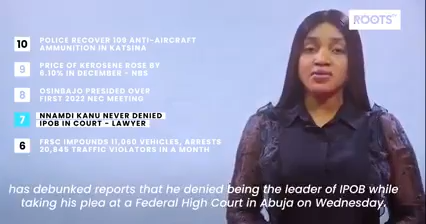 ROOTS
10 POLICE RECOVER 109 ANTI-AIRCRAFT
AMMUNITION IN KATSINA
9 PRICE OF KEROSENE ROSE BY
6.10% IN DECEMBER - NBS
8 OSINBAJO PRESIDED OVER
FIRST 2022 NEC MEETING
7 NNAMDI KANU NEVER DENIED
IPOB IN COURT - LAWYER
6 FRSC IMPOUNDS 11,060 VEHICLES, ARRESTS
20,845 TRAFFIC VIOLATORS IN A MONTH
has debunked reports that he denied being the leader of IPOB while
taking his plea at a Federal High Court in Abuja on Wednesday.